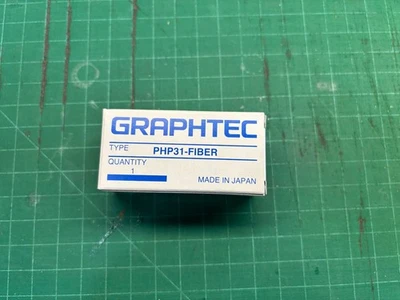 GRAPHTEC
TYPE PHP31-FIBER
QUANTITY
1
MADE IN JAPAN